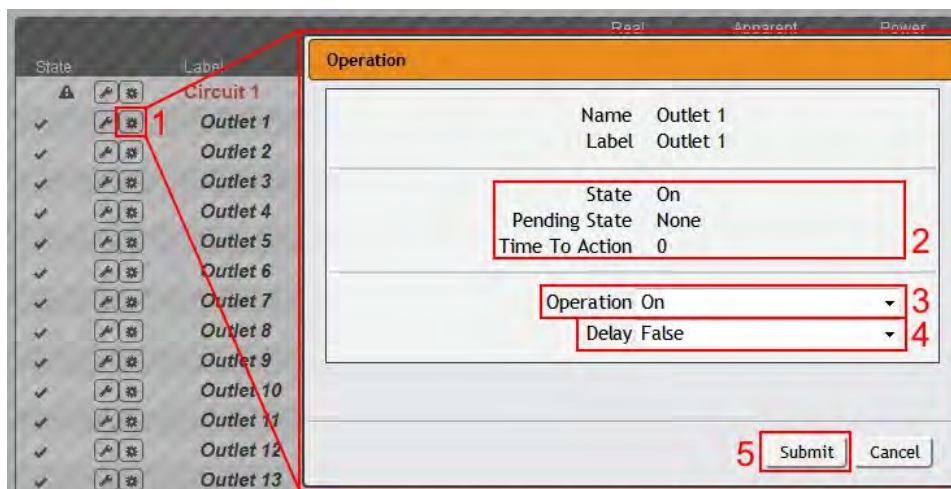 Real Apparent Power
State Label
Circuit 1
1
Outlet 1
Outlet 2
Outlet 3
Outlet 4
Outlet 5
Outlet 6
Outlet 7
Outlet 8
Outlet 9
Outlet 10
Outlet 11
Outlet 12
Outlet 13
Operation
Name Outlet 1
Label Outlet 1
State On
Pending State None
Time To Action 0
2
Operation On
3
Delay False
4
5
Submit Cancel